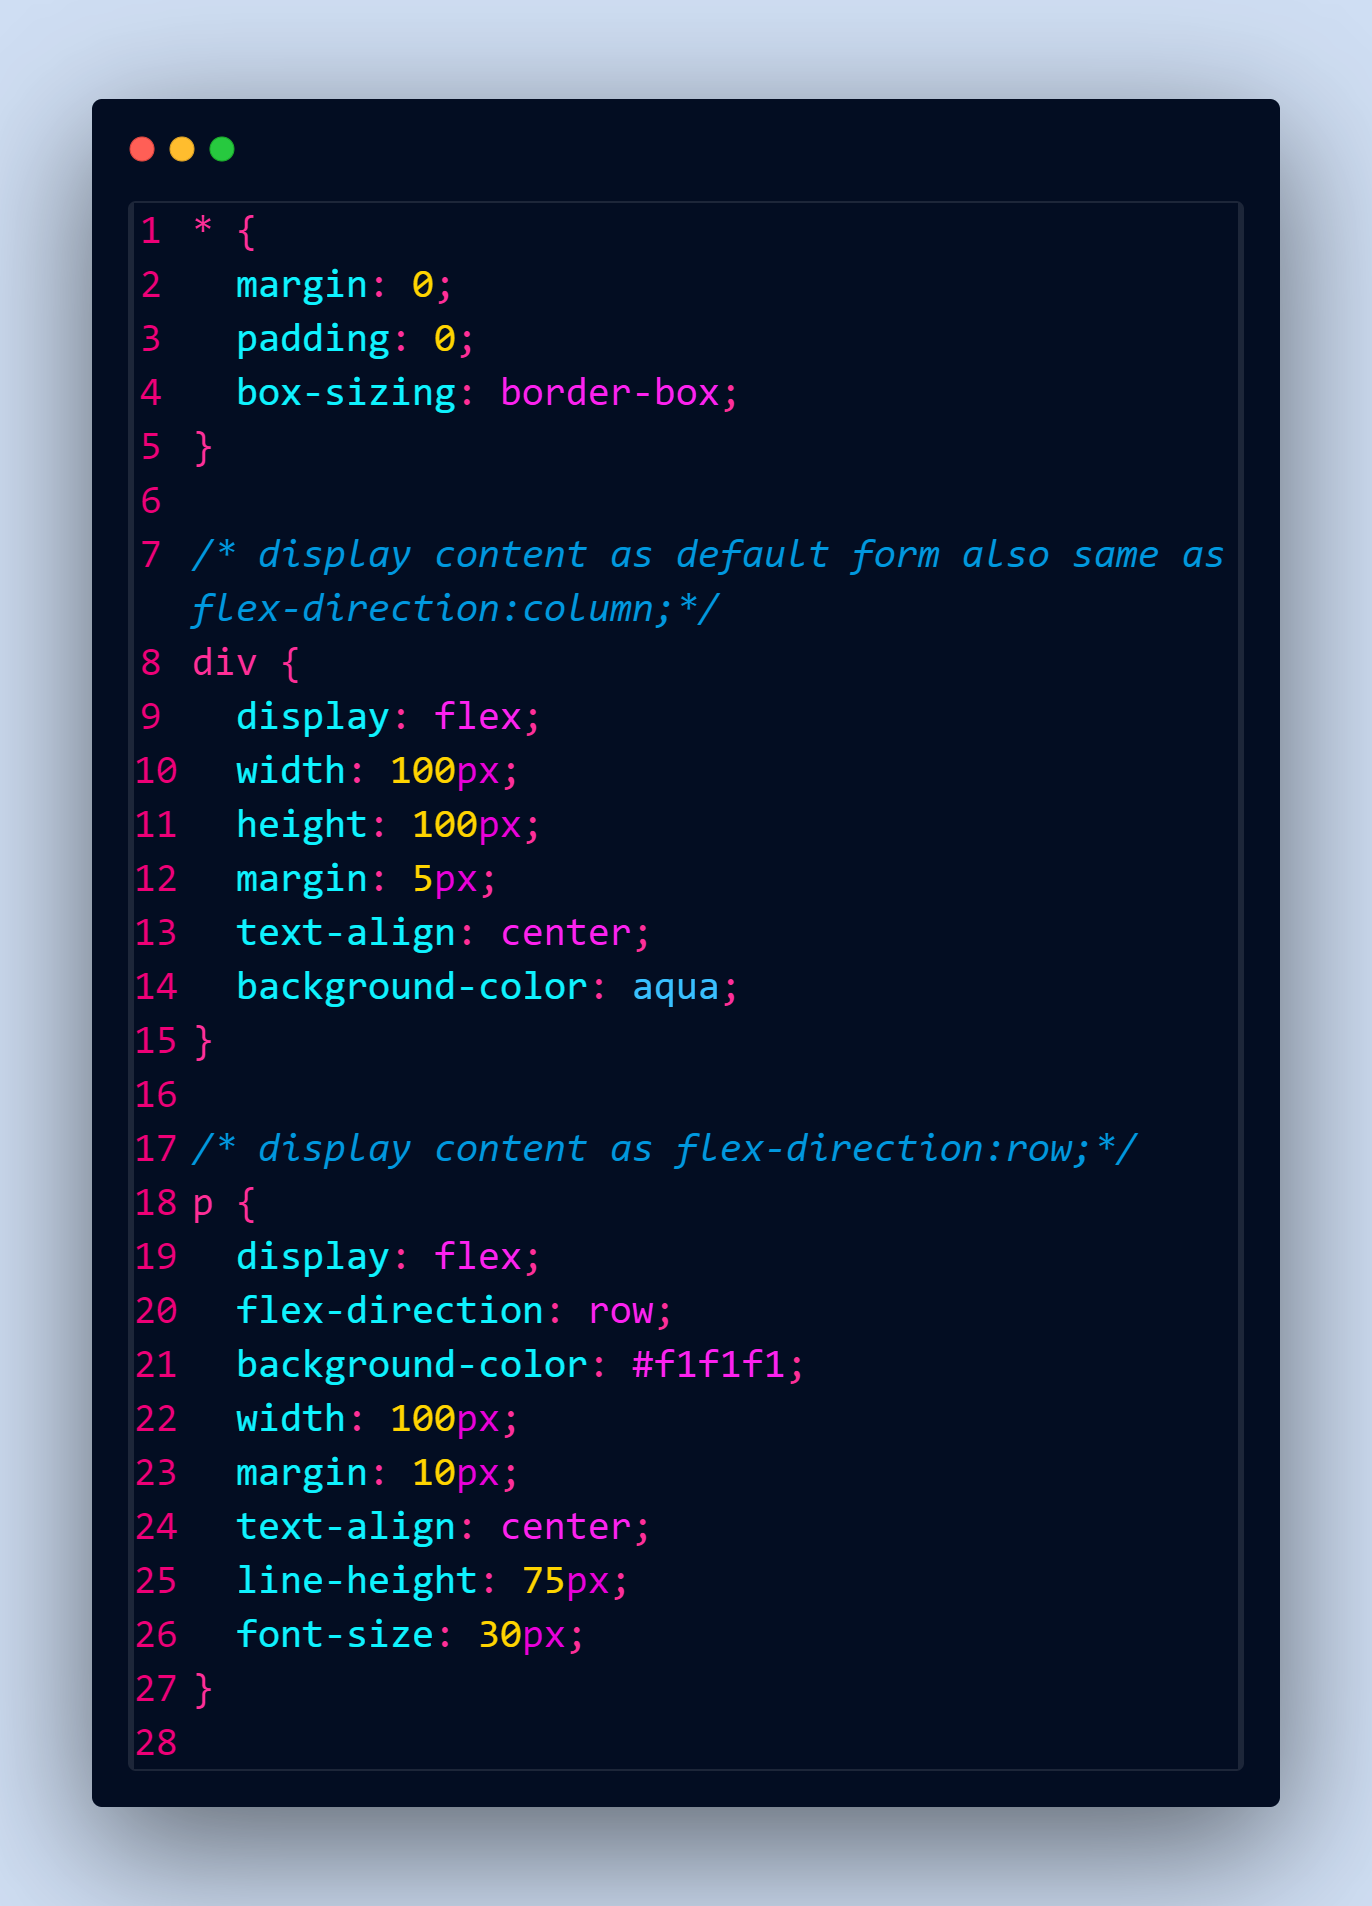 1 * {
2   margin: 0;
3   padding: 0;
4   box-sizing: border-box;
5 }
6
7 /* display content as default form also same as
flex-direction:column;*/
8 div {
9   display: flex;
10   width: 100px;
11   height: 100px;
12   margin: 5px;
13   text-align: center;
14   background-color: aqua;
15 }
16
17 /* display content as flex-direction:row;*/
18 p {
19   display: flex;
20   flex-direction: row;
21   background-color: #f1f1f1;
22   width: 100px;
23   margin: 10px;
24   text-align: center;
25   line-height: 75px;
26   font-size: 30px;
27 }
28